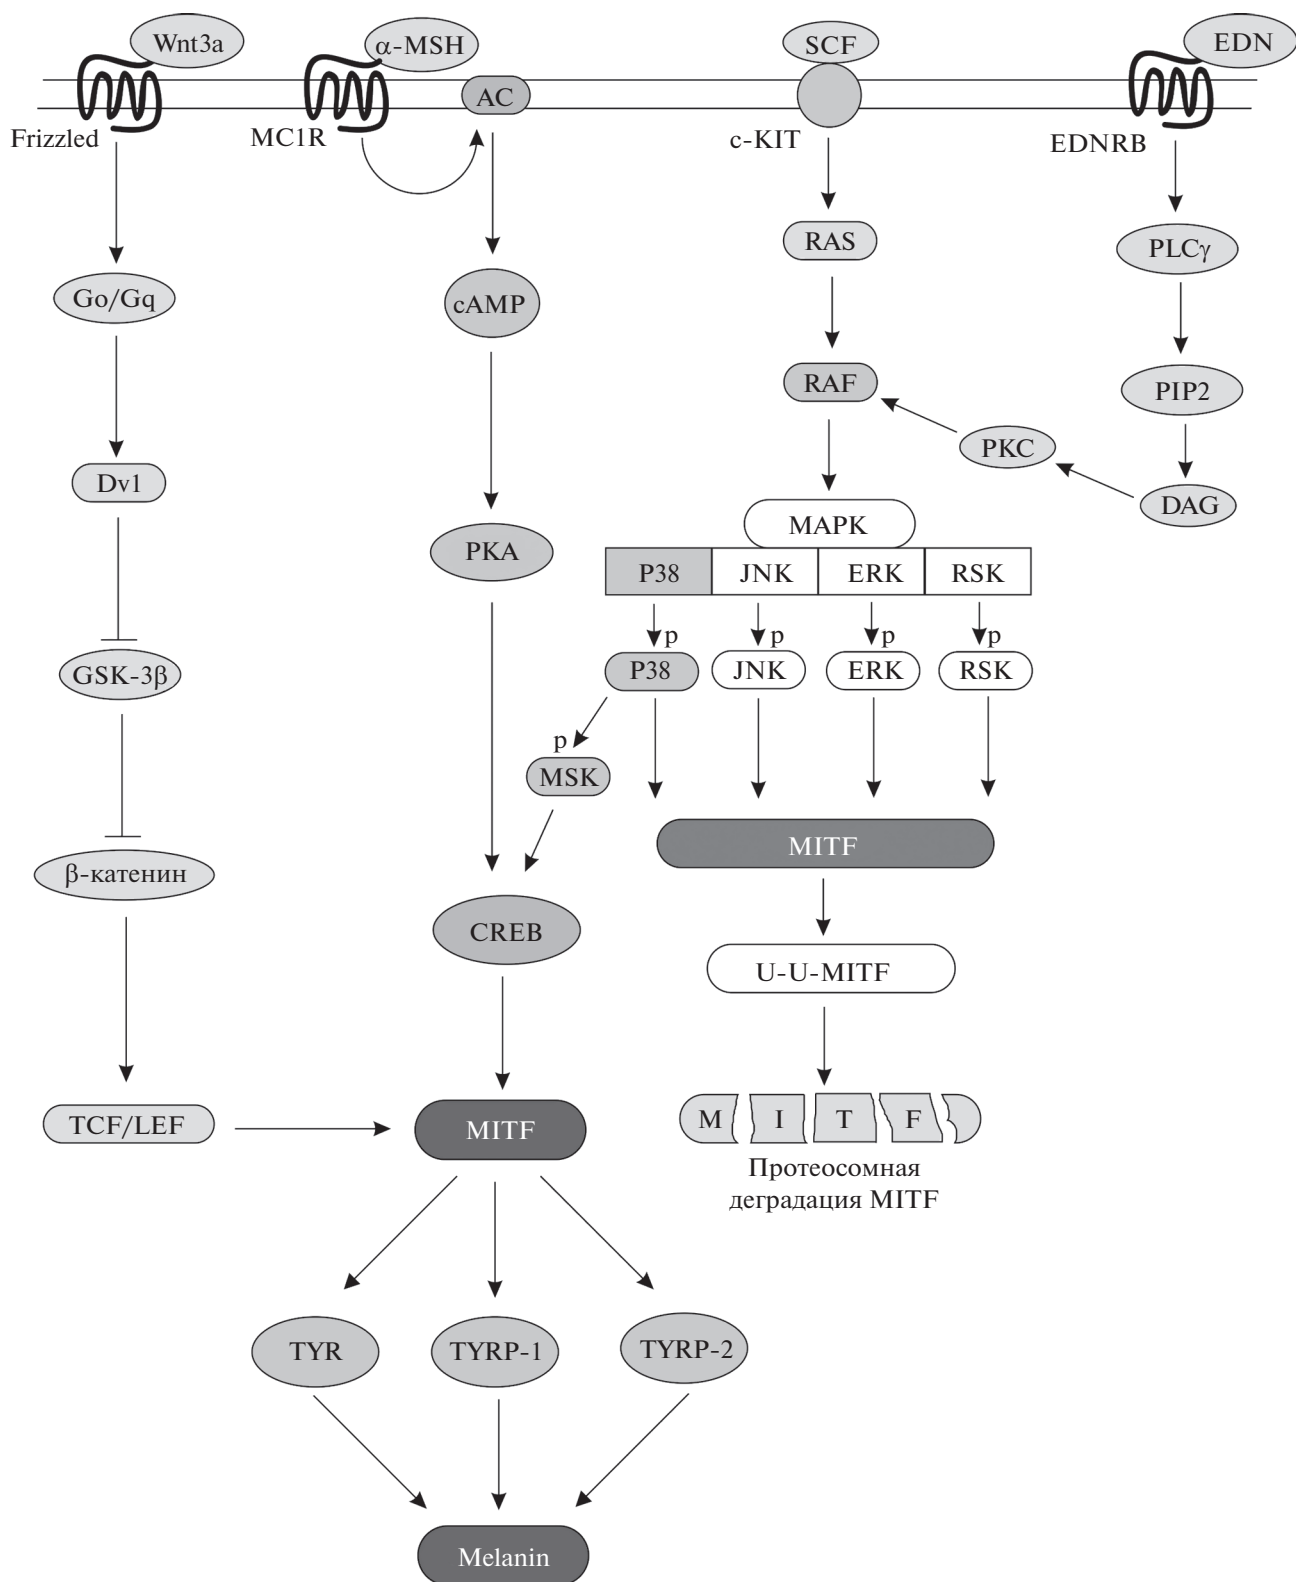 Wnt3a
α-MSH
SCF
EDN
AC
Frizzled
MC1R
c-KIT
EDNRB
RAS
PLCγ
Go/Gq
cAMP
RAF
PIP2
PKC
Dv1
DAG
MAPK
PKA
P38 JNK ERK RSK
p p p p
GSK-3β
P38 JNK ERK RSK
p
MSK
MITF
β-катенин
CREB
U-U-MITF
TCF/LEF
MITF
M I T F
Протеосомная
деградация MITF
TYR
TYRP-1
TYRP-2
Melanin